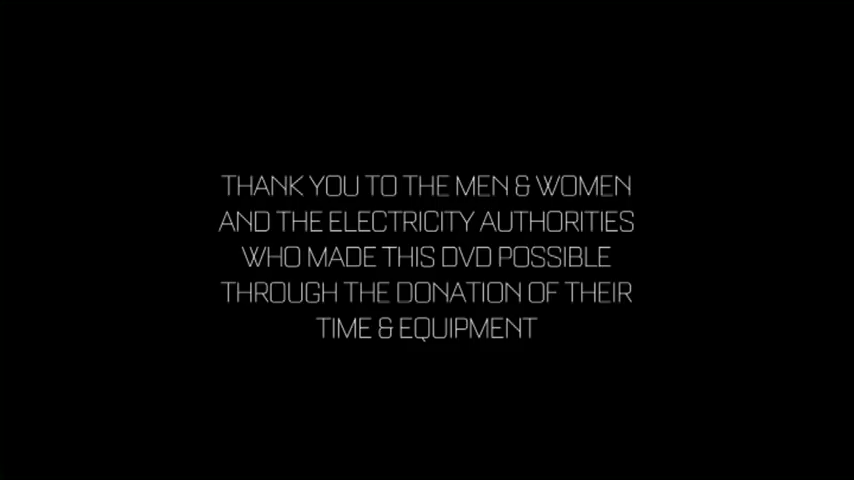 THANK YOU TO THE MEN & WOMEN
AND THE ELECTRICITY AUTHORITIES
WHO MADE THIS DVD POSSIBLE
THROUGH THE DONATION OF THEIR
TIME & EQUIPMENT